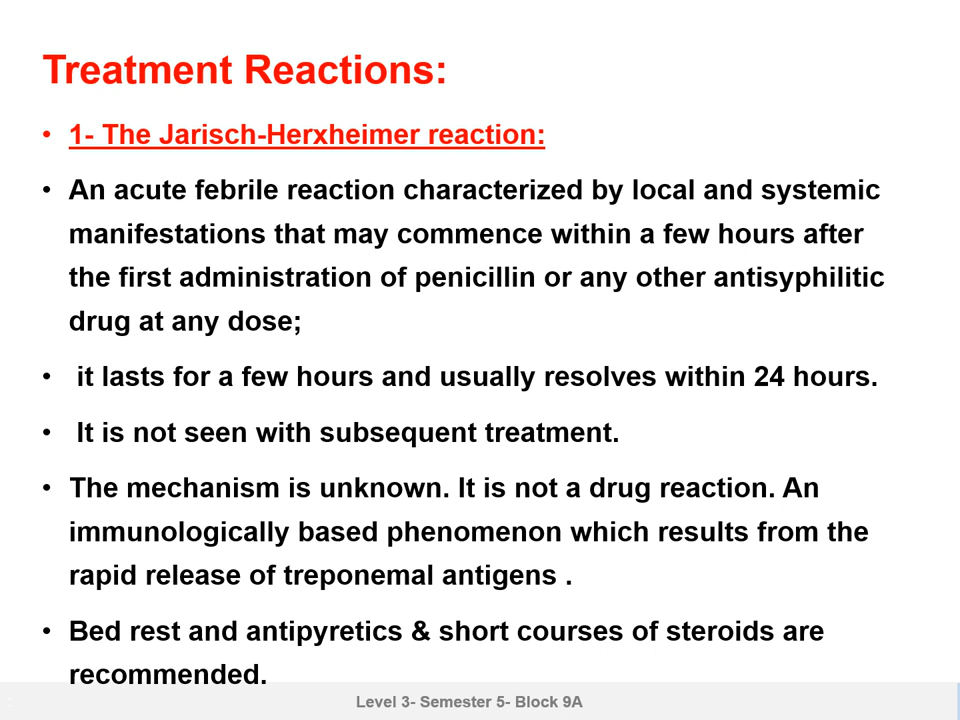 Treatment Reactions:
• 1- The Jarisch-Herxheimer reaction:
• An acute febrile reaction characterized by local and systemic
manifestations that may commence within a few hours after
the first administration of penicillin or any other antisyphilitic
drug at any dose;
• it lasts for a few hours and usually resolves within 24 hours.
• It is not seen with subsequent treatment.
• The mechanism is unknown. It is not a drug reaction. An
immunologically based phenomenon which results from the
rapid release of treponemal antigens .
• Bed rest and antipyretics & short courses of steroids are
recommended.
Level 3- Semester 5- Block 9A